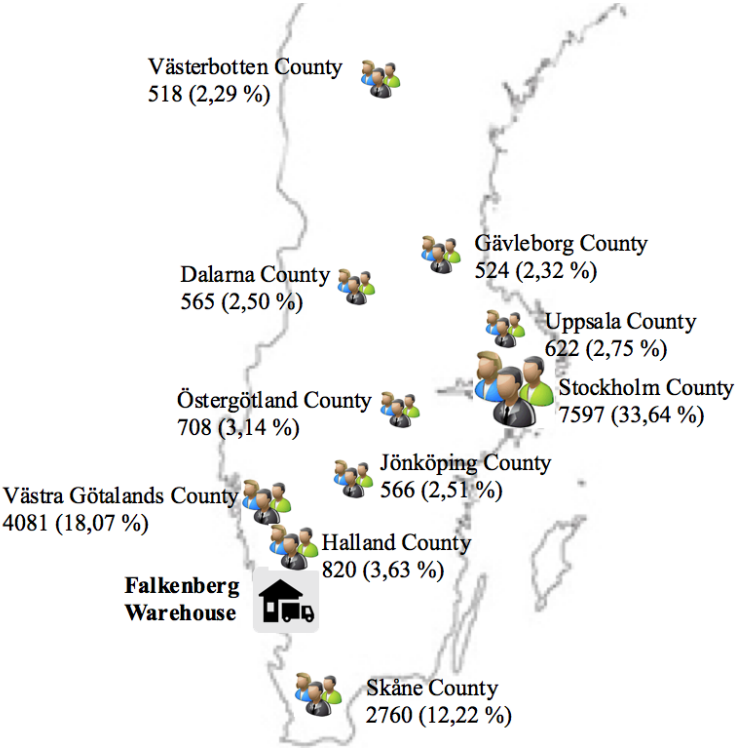 Västerbotten County
518 (2,29 %)
Gävleborg County
524 (2,32 %)
Dalarna County
565 (2,50 %)
Uppsala County
622 (2,75 %)
Stockholm County
7597 (33,64 %)
Östergötland County
708 (3,14 %)
Jönköping County
566 (2,51 %)
Västra Götalands County
4081 (18,07 %)
Halland County
820 (3,63 %)
Falkenberg
Warehouse
Skåne County
2760 (12,22 %)